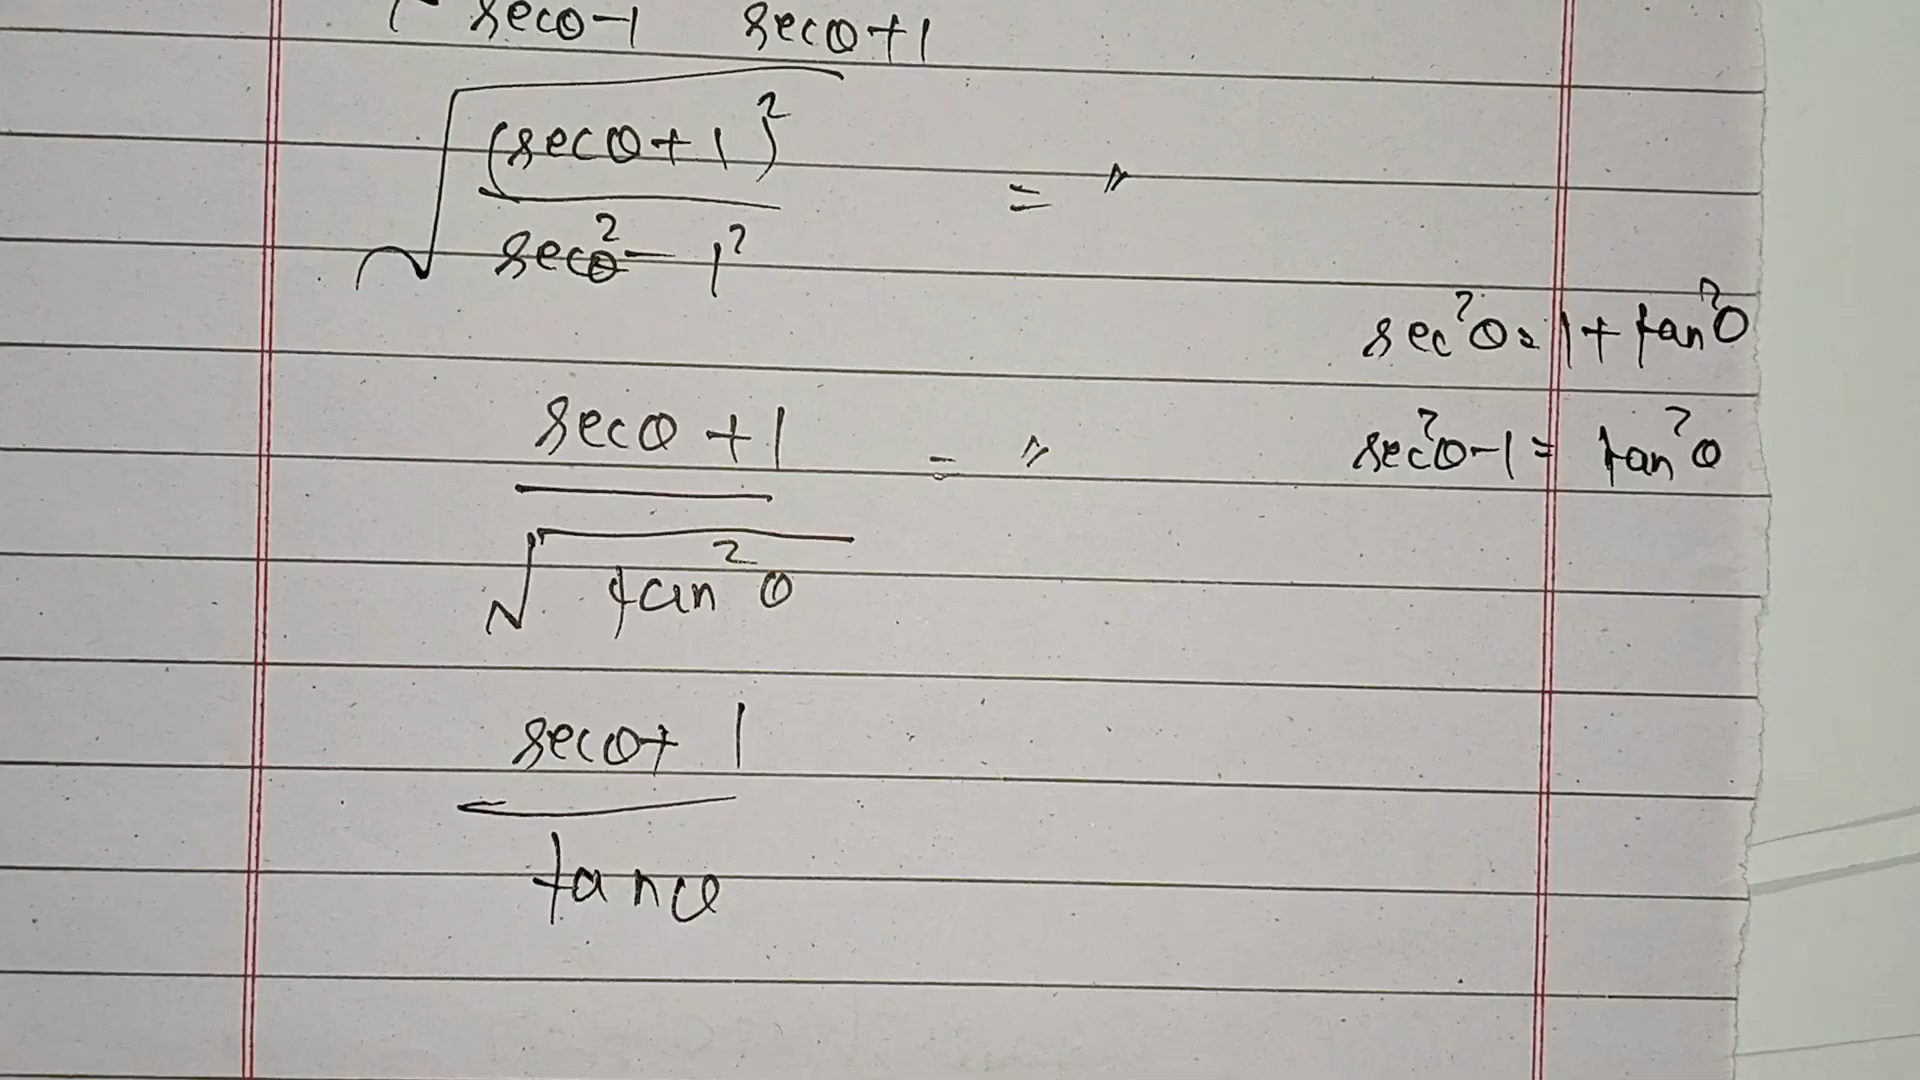 secθ-1 secθ+1
√(secθ+1)²
secθ² - 1² = "
sec²θ = 1 + tan²θ
secθ + 1 = " sec²θ-1 = tan²θ
√tan²θ
secθ+ 1
tanθ